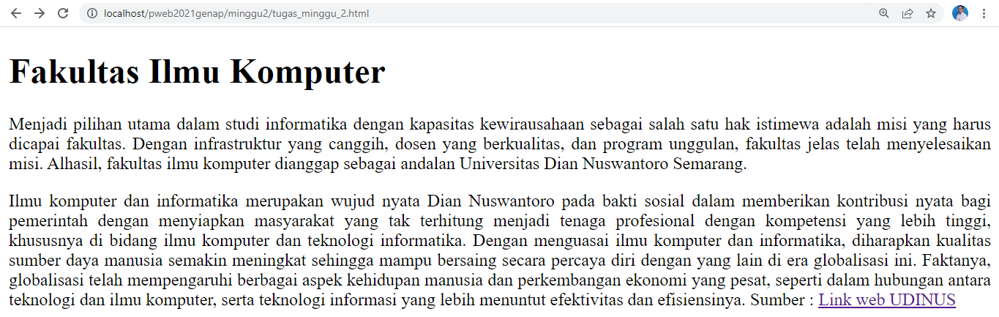 localhost/pweb2021genap/minggu2/tugas_minggu_2.html
Fakultas Ilmu Komputer
Menjadi pilihan utama dalam studi informatika dengan kapasitas kewirausahaan sebagai salah satu hak istimewa adalah misi yang harus
dicapai fakultas. Dengan infrastruktur yang canggih, dosen yang berkualitas, dan program unggulan, fakultas jelas telah menyelesaikan
misi. Alhasil, fakultas ilmu komputer dianggap sebagai andalan Universitas Dian Nuswantoro Semarang.
Ilmu komputer dan informatika merupakan wujud nyata Dian Nuswantoro pada bakti sosial dalam memberikan kontribusi nyata bagi
pemerintah dengan menyiapkan masyarakat yang tak terhitung menjadi tenaga profesional dengan kompetensi yang lebih tinggi,
khususnya di bidang ilmu komputer dan teknologi informatika. Dengan menguasai ilmu komputer dan informatika, diharapkan kualitas
sumber daya manusia semakin meningkat sehingga mampu bersaing secara percaya diri dengan yang lain di era globalisasi ini. Faktanya,
globalisasi telah mempengaruhi berbagai aspek kehidupan manusia dan perkembangan ekonomi yang pesat, seperti dalam hubungan antara
teknologi dan ilmu komputer, serta teknologi informasi yang lebih menuntut efektivitas dan efisiensinya. Sumber : Link web UDINUS